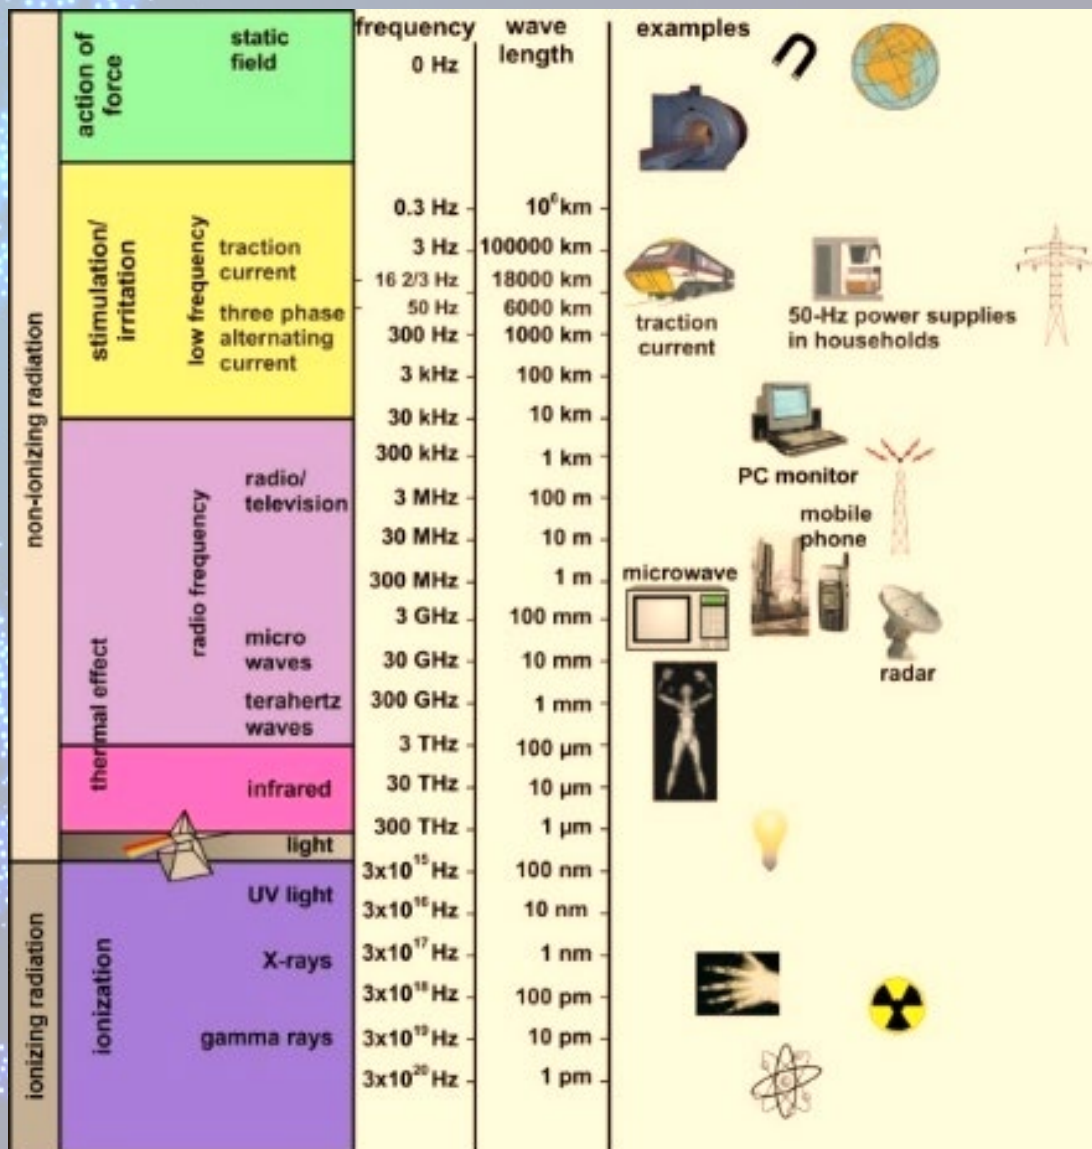 frequency
wave
length
examples
action of
force
static
field
0 Hz
non-ionizing radiation
stimulation/
irritation
low frequency
traction
current
three phase
alternating
current
0.3 Hz
10⁶ km
3 Hz
100000 km
16 2/3 Hz
18000 km
50 Hz
6000 km
300 Hz
1000 km
3 kHz
100 km
30 kHz
10 km
traction
current
50-Hz power supplies
in households
thermal effect
radio frequency
radio/
television
micro
waves
terahertz
waves
300 kHz
1 km
3 MHz
100 m
30 MHz
10 m
300 MHz
1 m
3 GHz
100 mm
30 GHz
10 mm
300 GHz
1 mm
3 THz
100 µm
PC monitor
mobile
phone
microwave
radar
infrared
30 THz
10 µm
300 THz
1 µm
light
3x10¹⁵ Hz
100 nm
ionizing radiation
ionization
UV light
X-rays
gamma rays
3x10¹⁶ Hz
10 nm
3x10¹⁷ Hz
1 nm
3x10¹⁸ Hz
100 pm
3x10¹⁹ Hz
10 pm
3x10²⁰ Hz
1 pm